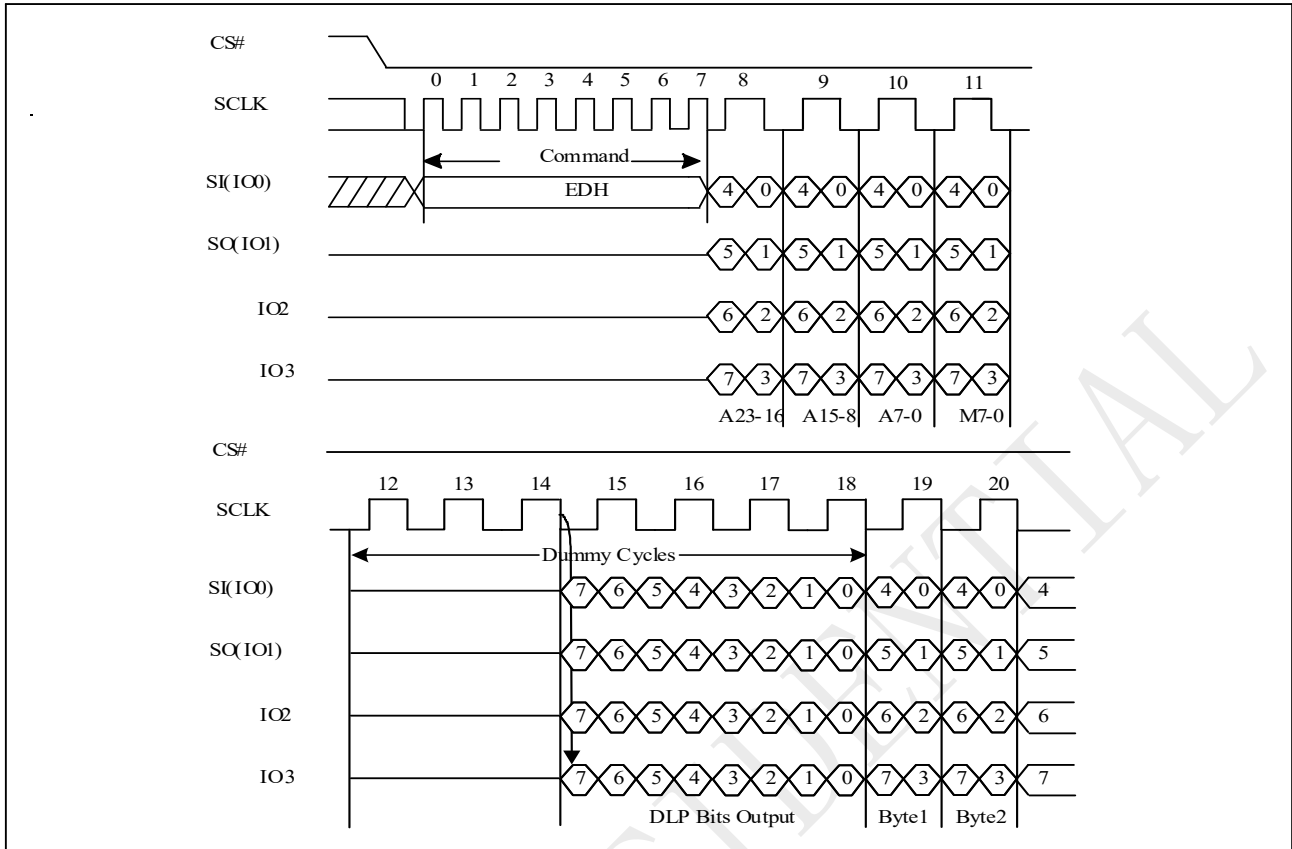 CS#
0 1 2 3 4 5 6 7 8 9 10 11
SCLK
Command
SI(IO0) EDH 4 0 4 0 4 0 4 0
SO(IO1) 5 1 5 1 5 1 5 1
IO2 6 2 6 2 6 2 6 2
IO3 7 3 7 3 7 3 7 3
A23-16 A15-8 A7-0 M7-0
CS#
12 13 14 15 16 17 18 19 20
SCLK
Dummy Cycles
SI(IO0) 7 6 5 4 3 2 1 0 4 0 4 0 4
SO(IO1) 7 6 5 4 3 2 1 0 5 1 5 1 5
IO2 7 6 5 4 3 2 1 0 6 2 6 2 6
IO3 7 6 5 4 3 2 1 0 7 3 7 3 7
DLP Bits Output Byte1 Byte2